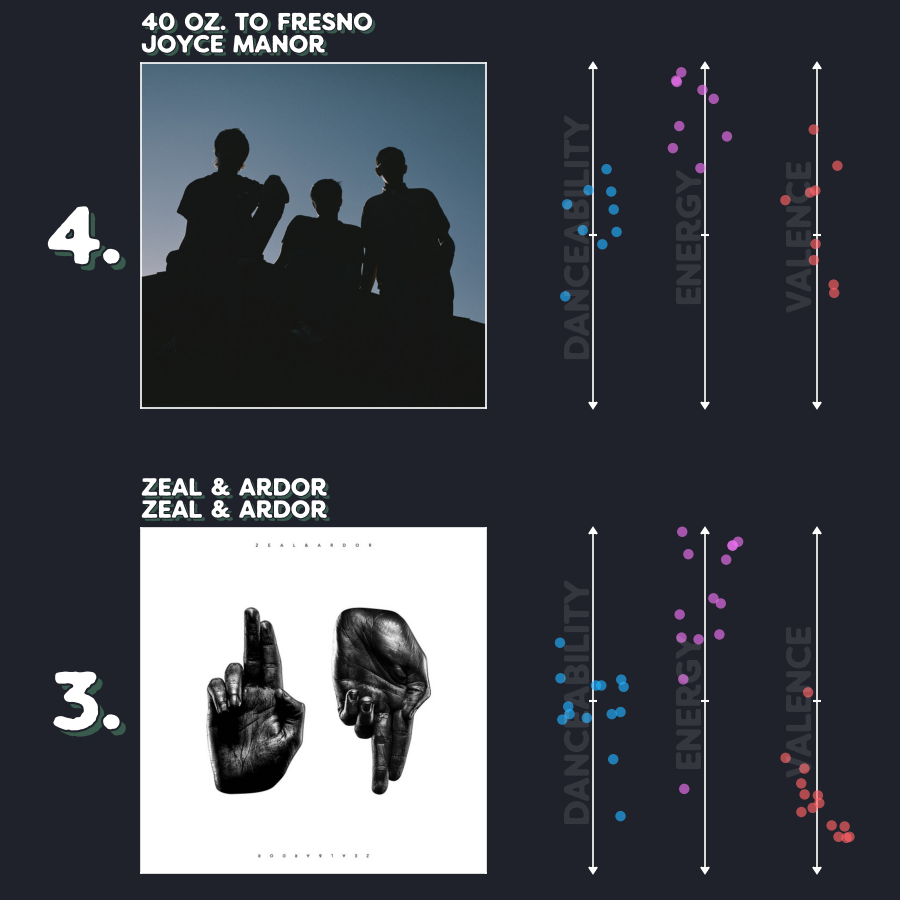 40 OZ. TO FRESNO
JOYCE MANOR
4.
DANCEABILITY
ENERGY
VALENCE
ZEAL & ARDOR
ZEAL & ARDOR
3.
ZEAL&ARDOR
DANCEABILITY
ENERGY
VALENCE
ZEAL&ARDOR